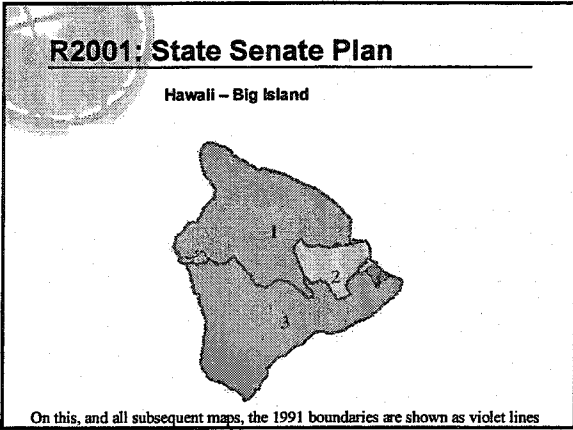 R2001: State Senate Plan
Hawaii – Big Island
1
2
3
On this, and all subsequent maps, the 1991 boundaries are shown as violet lines